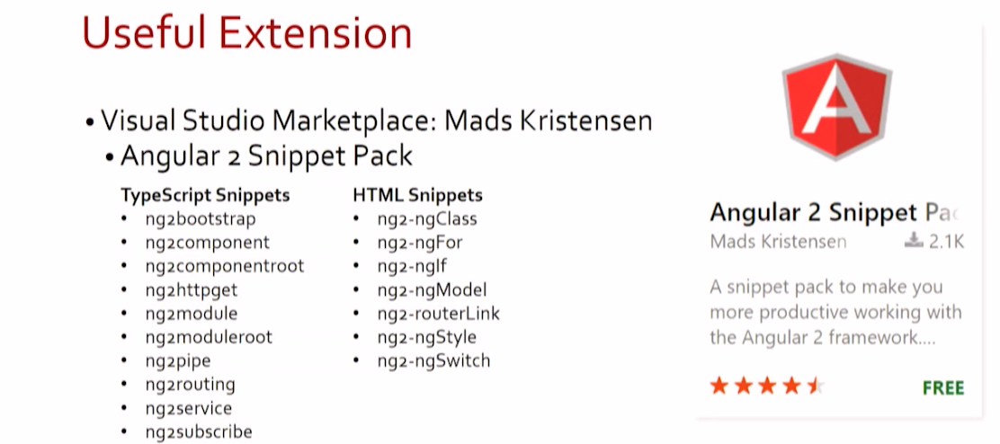 Useful Extension
• Visual Studio Marketplace: Mads Kristensen
• Angular 2 Snippet Pack
TypeScript Snippets
• ng2bootstrap
• ng2component
• ng2componentroot
• ng2httpget
• ng2module
• ng2moduleroot
• ng2pipe
• ng2routing
• ng2service
• ng2subscribe
HTML Snippets
• ng2-ngClass
• ng2-ngFor
• ng2-ngIf
• ng2-ngModel
• ng2-routerLink
• ng2-ngStyle
• ng2-ngSwitch
A
Angular 2 Snippet Pac
Mads Kristensen 2.1K
A snippet pack to make you
more productive working with
the Angular 2 framework....
FREE